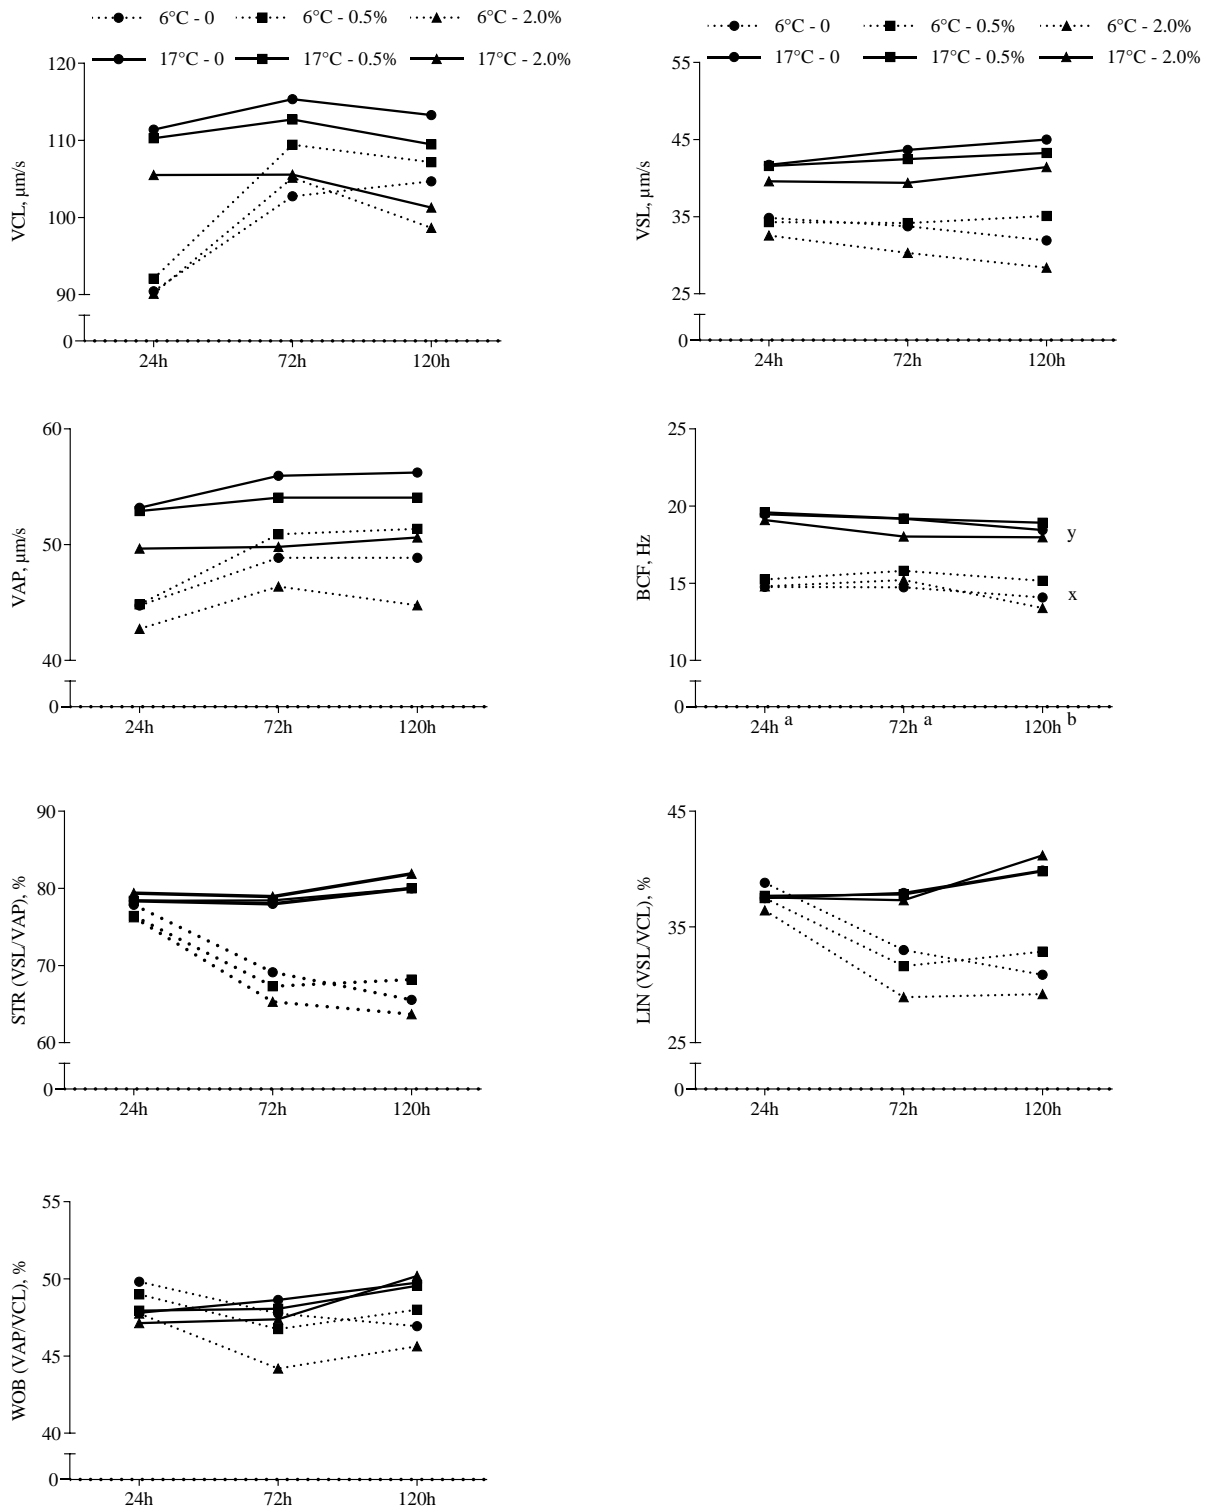 6°C - 0 6°C - 0.5% 6°C - 2.0%
17°C - 0 17°C - 0.5% 17°C - 2.0%
120
110
100
90
0
VCL, µm/s
24h 72h 120h
6°C - 0 6°C - 0.5% 6°C - 2.0%
17°C - 0 17°C - 0.5% 17°C - 2.0%
55
45
35
25
0
VSL, µm/s
24h 72h 120h
60
50
40
0
VAP, µm/s
24h 72h 120h
25
20
15
10
0
BCF, Hz
y
x
24h a 72h a 120h b
90
80
70
60
0
STR (VSL/VAP), %
24h 72h 120h
45
35
25
0
LIN (VSL/VCL), %
24h 72h 120h
55
50
45
40
0
WOB (VAP/VCL), %
24h 72h 120h